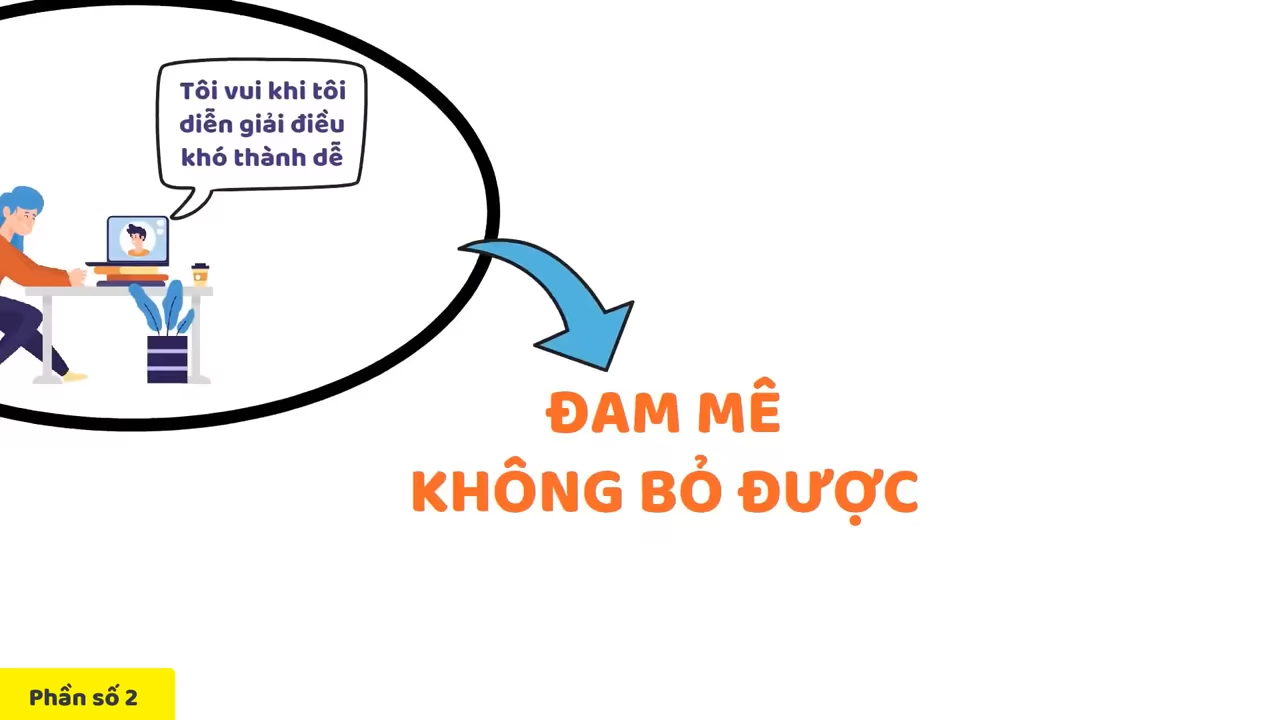 Tôi vui khi tôi
diễn giải điều
khó thành dễ
ĐAM MÊ
KHÔNG BỎ ĐƯỢC
Phần số 2